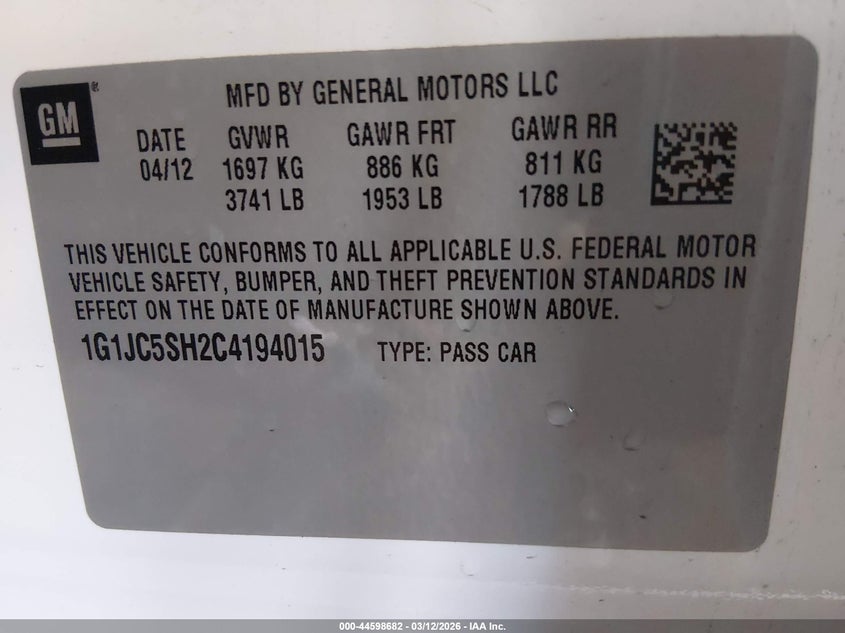 GM®
MFD BY GENERAL MOTORS LLC
DATE GVWR GAWR FRT GAWR RR
04/12 1697 KG 886 KG 811 KG
3741 LB 1953 LB 1788 LB
THIS VEHICLE CONFORMS TO ALL APPLICABLE U.S. FEDERAL MOTOR
VEHICLE SAFETY, BUMPER, AND THEFT PREVENTION STANDARDS IN
EFFECT ON THE DATE OF MANUFACTURE SHOWN ABOVE.
1G1JC5SH2C4194015 TYPE: PASS CAR
000-44598682 - 03/12/2026 - IAA Inc.